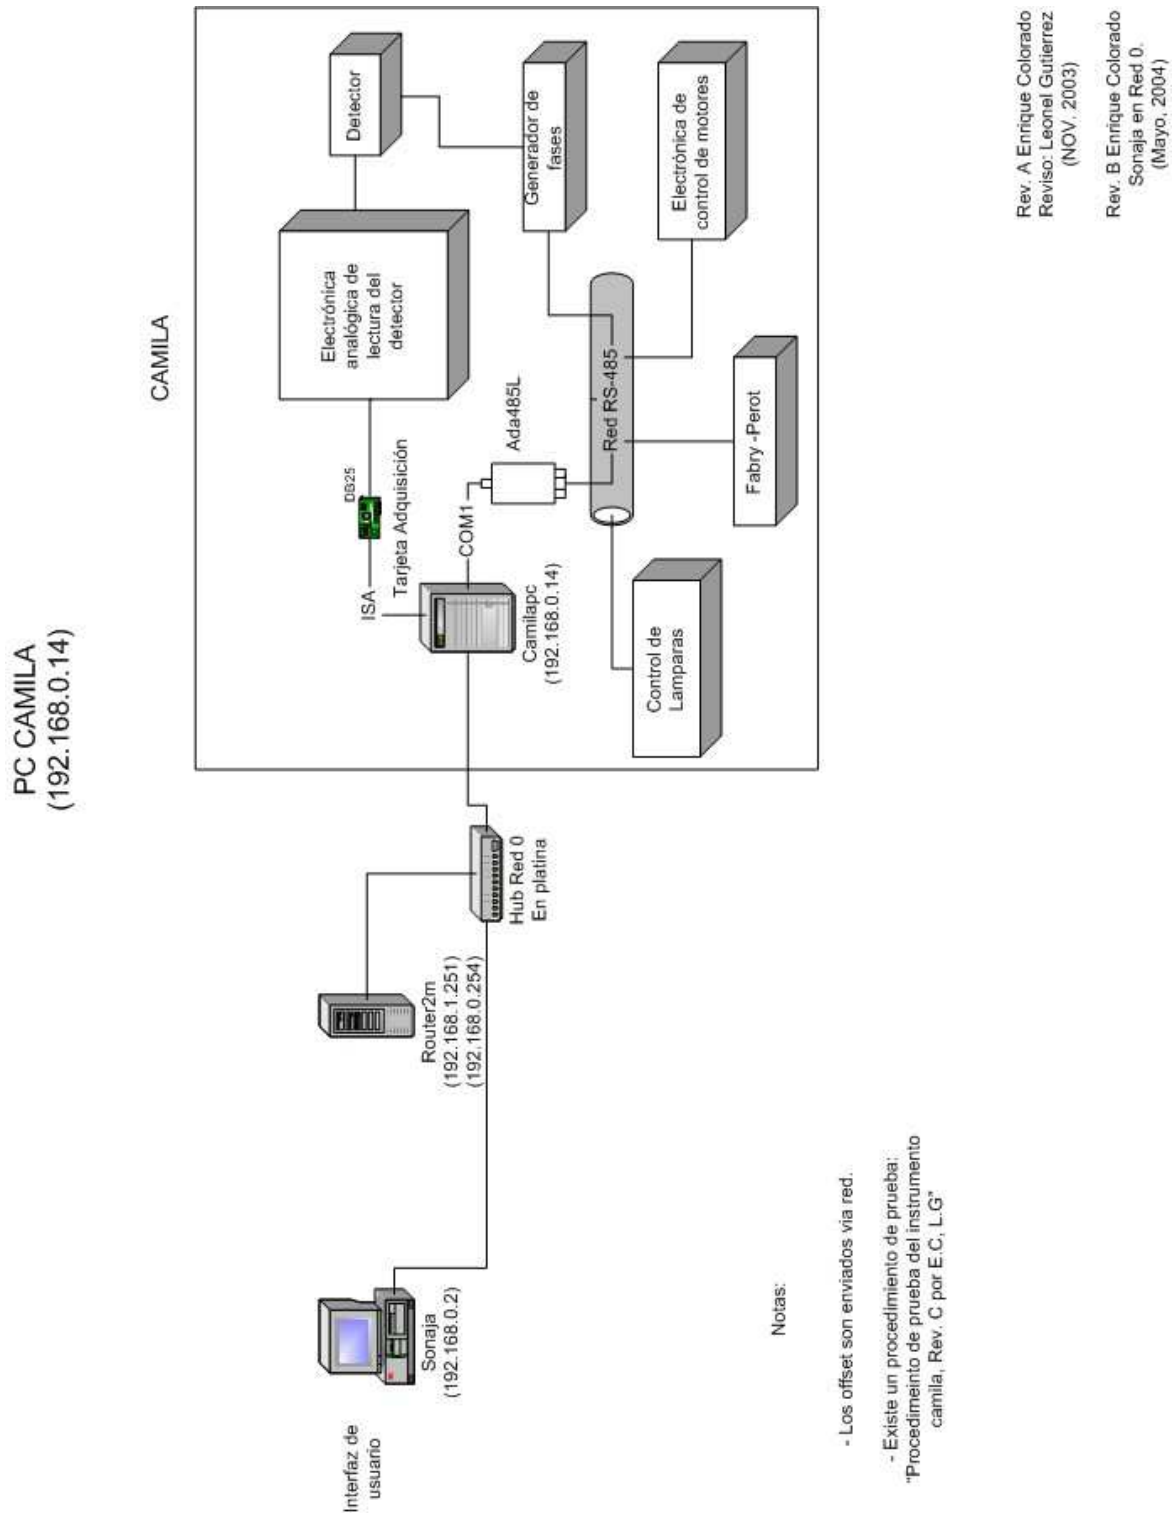 PC CAMILA
(192.168.0.14)
CAMILA
Interfaz de
usuario
Sonaja
(192.168.0.2)
Router2m
(192.168.1.251)
(192.168.0.254)
Hub Red 0
En platina
Camilapc
(192.168.0.14)
ISA
Tarjeta Adquisición
DB25
COM1
Ada485L
Electrónica
analógica de
lectura del
detector
Detector
Generador de
fases
Red RS-485
Electrónica de
control de motores
Fabry -Perot
Control de
Lamparas
Notas:
- Los offset son enviados via red.
- Existe un procedimiento de prueba:
"Procedimeinto de prueba del instrumento
camila, Rev. C por E.C, L.G"
Rev. A Enrique Colorado
Reviso: Leonel Gutierrez
(NOV. 2003)
Rev. B Enrique Colorado
Sonaja en Red 0.
(Mayo, 2004)